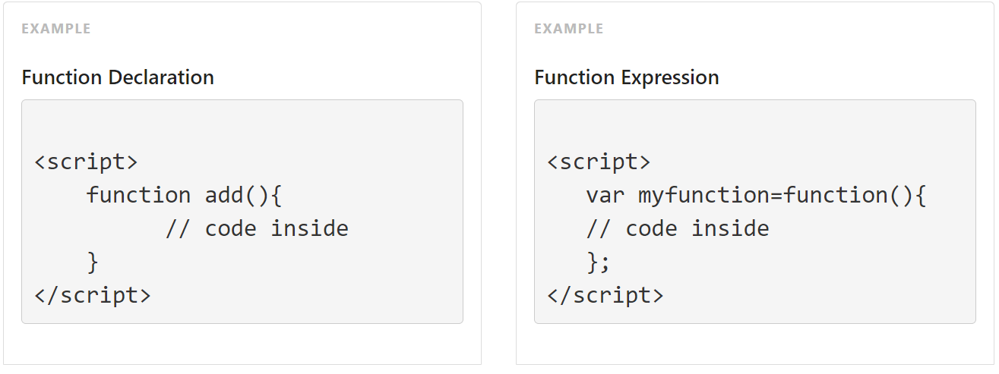 EXAMPLE
Function Declaration
<script>
function add(){
// code inside
}
</script>
EXAMPLE
Function Expression
<script>
var myfunction=function(){
// code inside
};
</script>